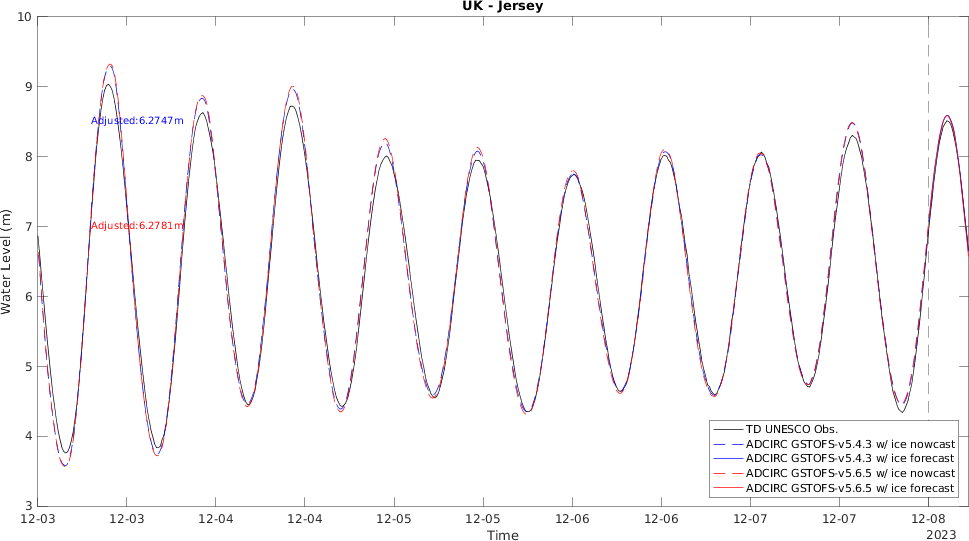 UK - Jersey
10
9
8
7
6
5
4
3
Water Level (m)
Adjusted:6.2747m
Adjusted:6.2781m
TD UNESCO Obs.
ADCIRC GSTOFS-v5.4.3 w/ ice nowcast
ADCIRC GSTOFS-v5.4.3 w/ ice forecast
ADCIRC GSTOFS-v5.6.5 w/ ice nowcast
ADCIRC GSTOFS-v5.6.5 w/ ice forecast
12-03 12-03 12-04 12-04 12-05 12-05 12-06 12-06 12-07 12-07 12-08
Time
2023